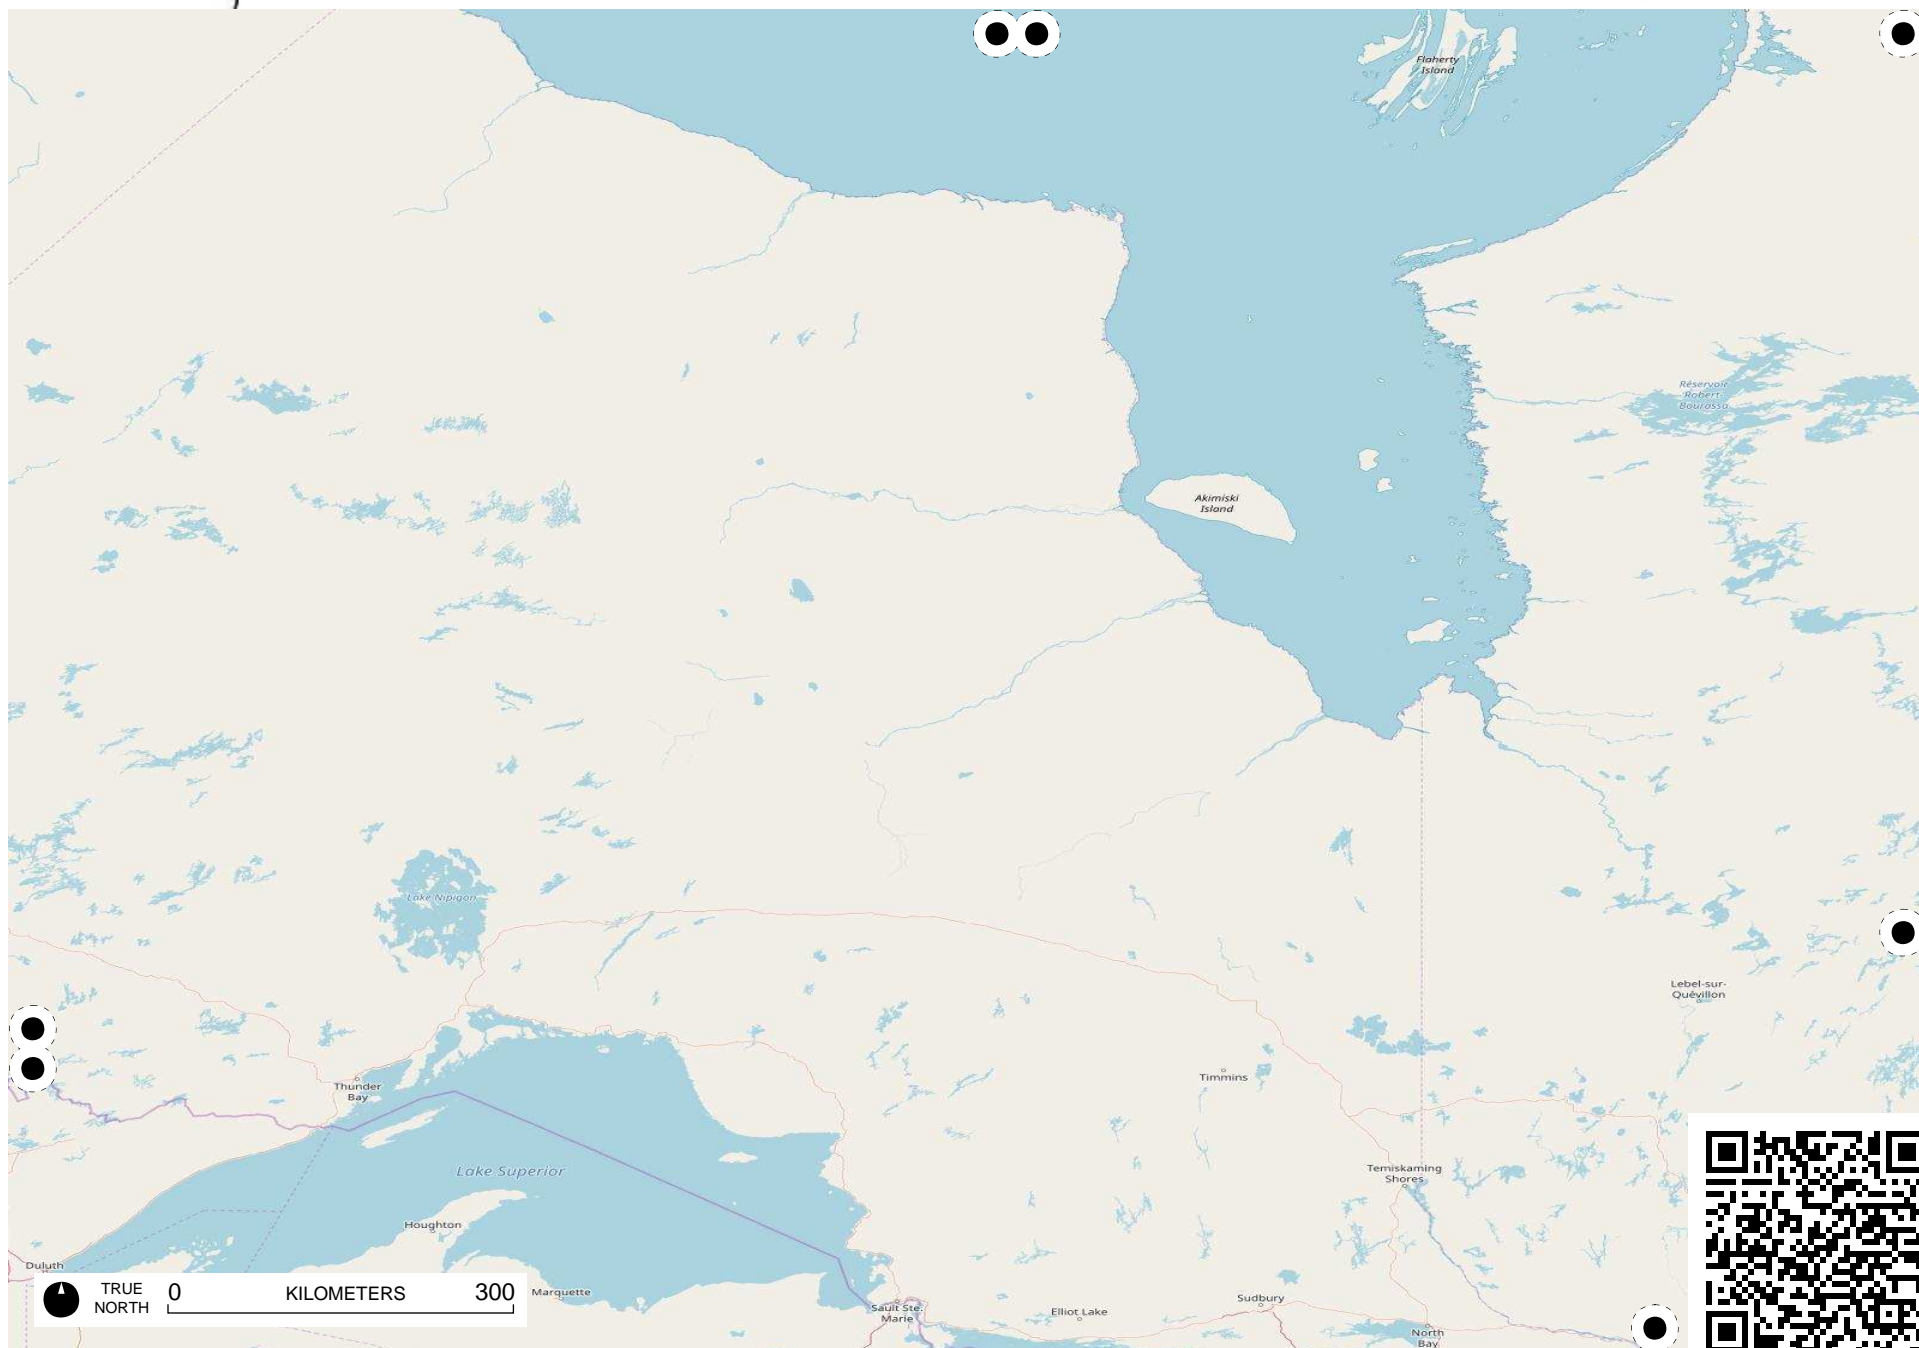 Flaherty
Island
Réservoir
Robert
Bourassa
Akimiski
Island
Lake Nipigon
Lebel-sur-
Quévillon
Thunder
Bay
Timmins
Lake Superior
Temiskaming
Shores
Houghton
Duluth
TRUE
NORTH
0 KILOMETERS 300
Marquette
Sault Ste.
Marie
Elliot Lake
Sudbury
North
Bay